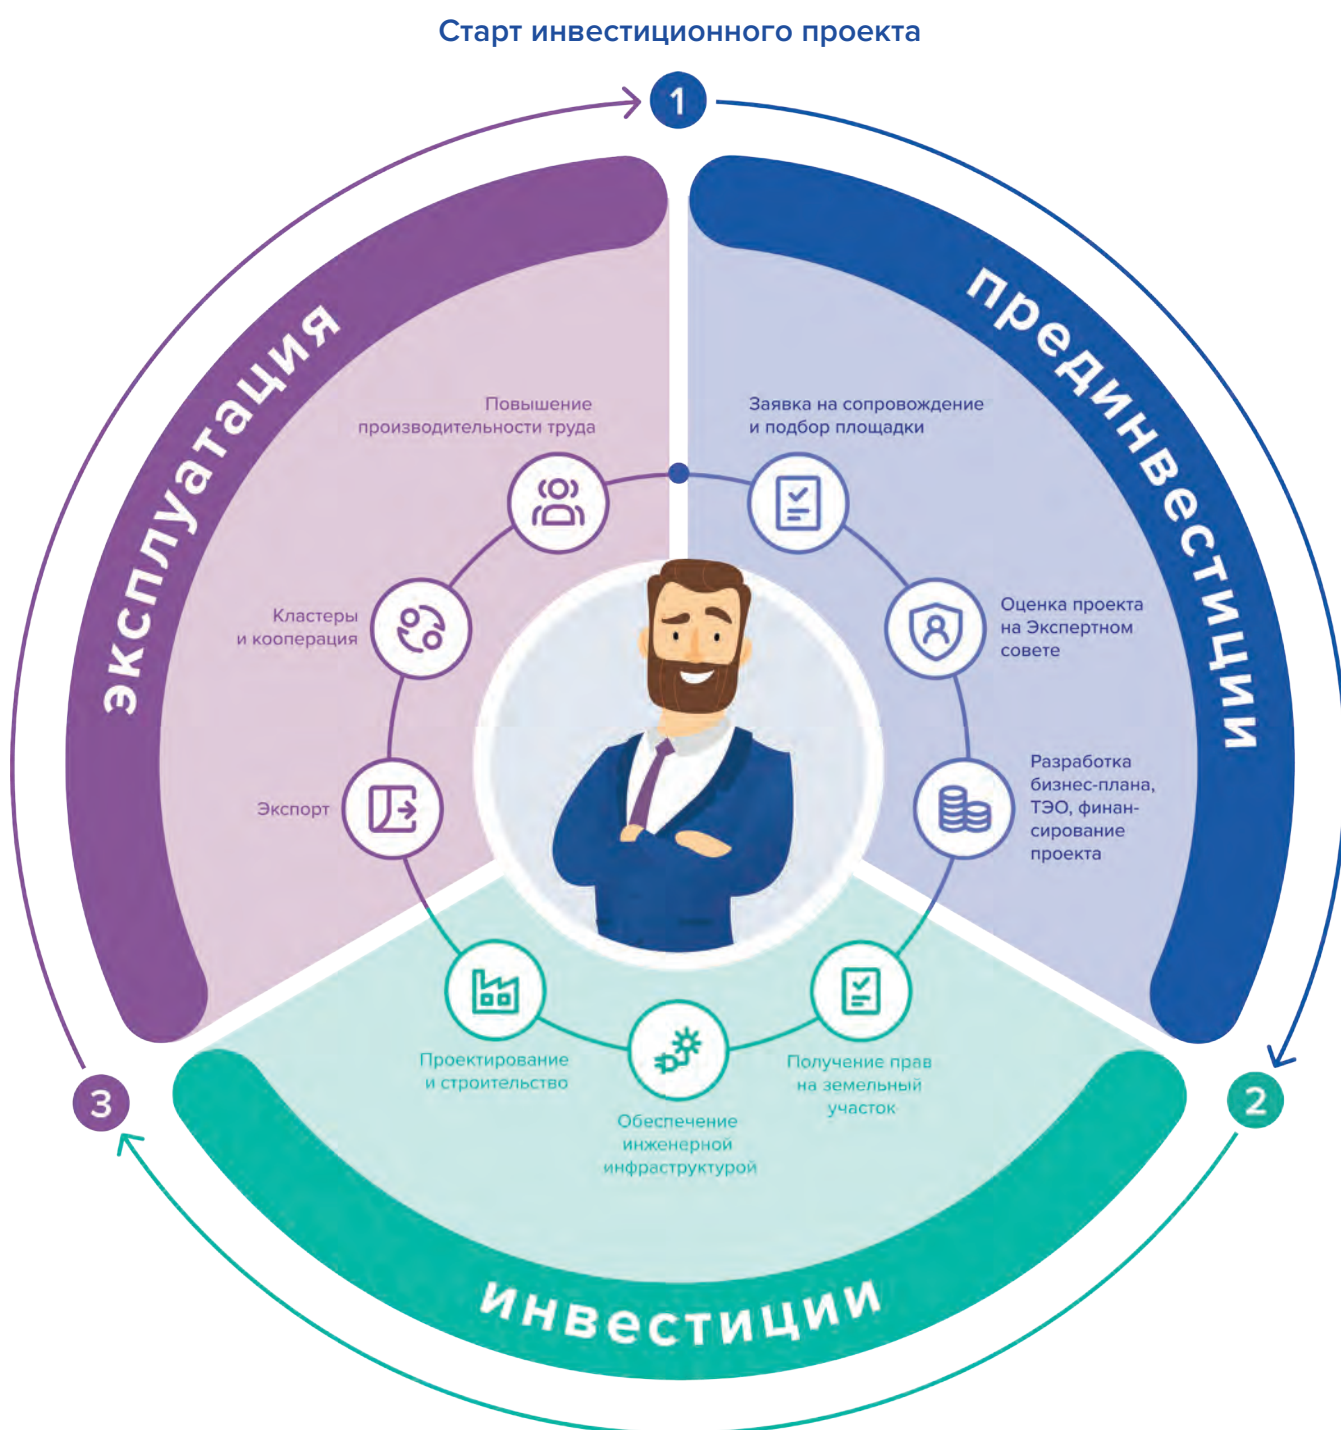 Старт инвестиционного проекта
1
прединвестиции
Заявка на сопровождение
и подбор площадки
Оценка проекта
на Экспертном
совете
Разработка
бизнес-плана,
ТЭО, финан-
сирование
проекта
2
инвестиции
Получение прав
на земельный
участок
Обеспечение
инженерной
инфраструктурой
Проектирование
и строительство
3
эксплуатация
Экспорт
Кластеры
и кооперация
Повышение
производительности труда